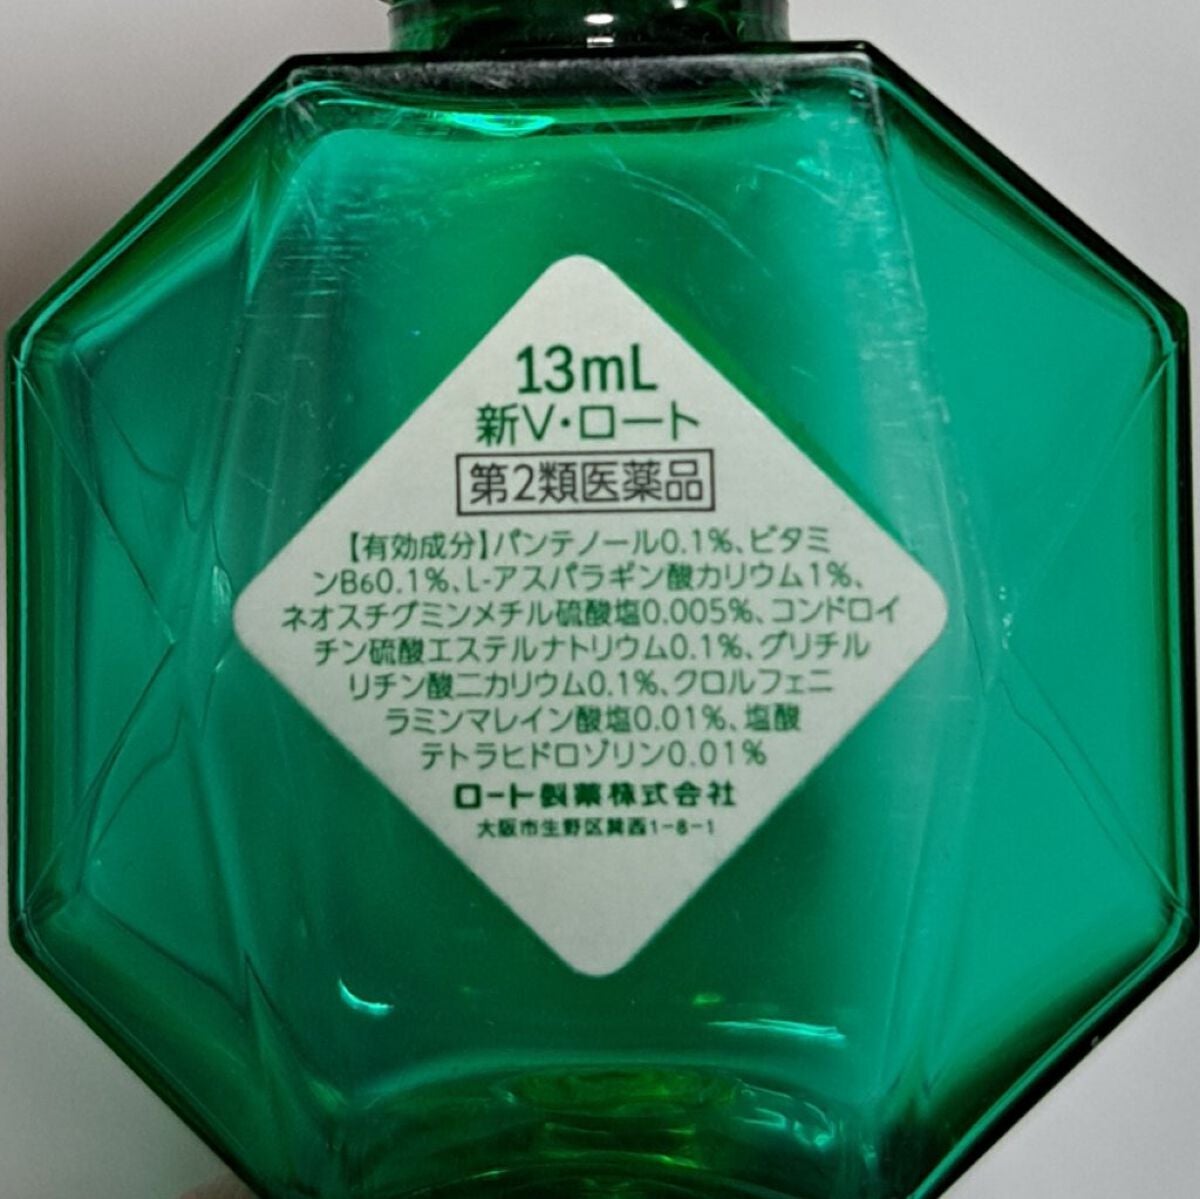 13mL
新V・ロート
第2類医薬品
【有効成分】パンテノール0.1%、ビタミ
ンB60.1%、L-アスパラギン酸カリウム1%、
ネオスチグミンメチル硫酸塩0.005%、コンドロイ
チン硫酸エステルナトリウム0.1%、グリチル
リチン酸二カリウム0.1%、クロルフェニ
ラミンマレイン酸塩0.01%、塩酸
テトラヒドロゾリン0.01%
ロート製薬株式会社
大阪市生野区巽西1-8-1